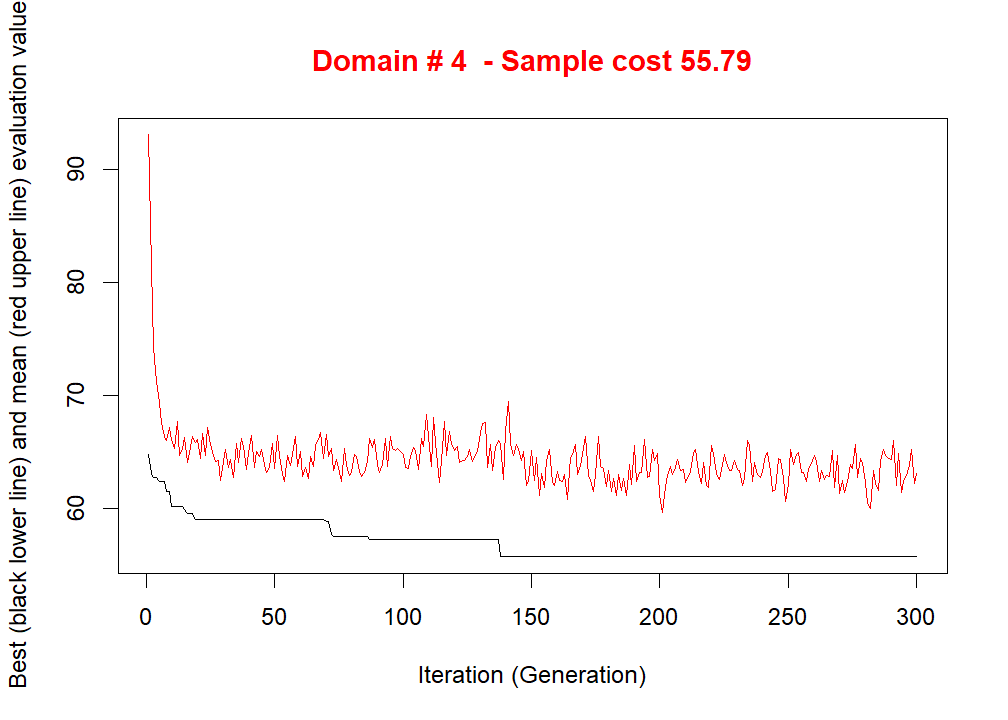 Domain # 4  - Sample cost 55.79
Best (black lower line) and mean (red upper line) evaluation value
90
80
70
60
0 50 100 150 200 250 300
Iteration (Generation)